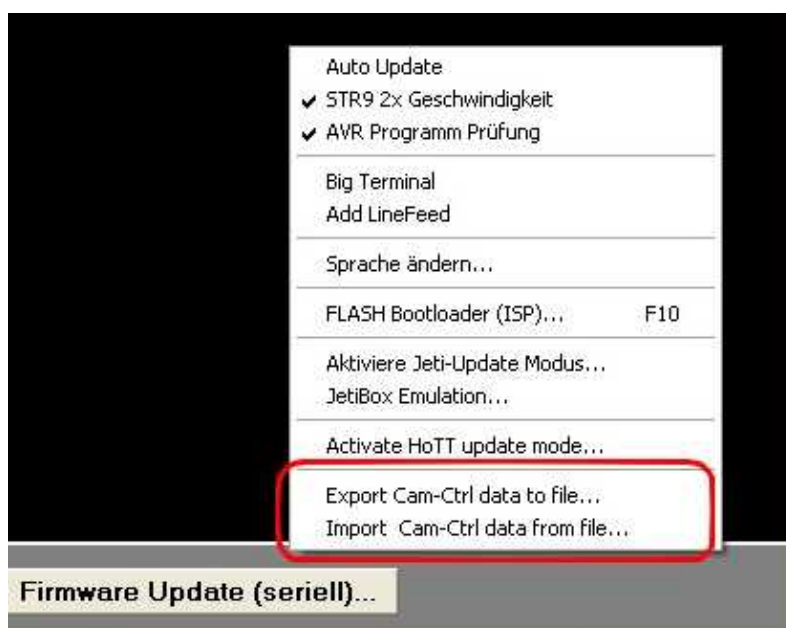 Auto Update
STR9 2x Geschwindigkeit
AVR Programm Prüfung
Big Terminal
Add LineFeed
Sprache ändern...
FLASH Bootloader (ISP)... F10
Aktiviere Jeti-Update Modus...
JetiBox Emulation...
Activate HoTT update mode...
Export Cam-Ctrl data to file...
Import Cam-Ctrl data from file...
Firmware Update (seriell)...